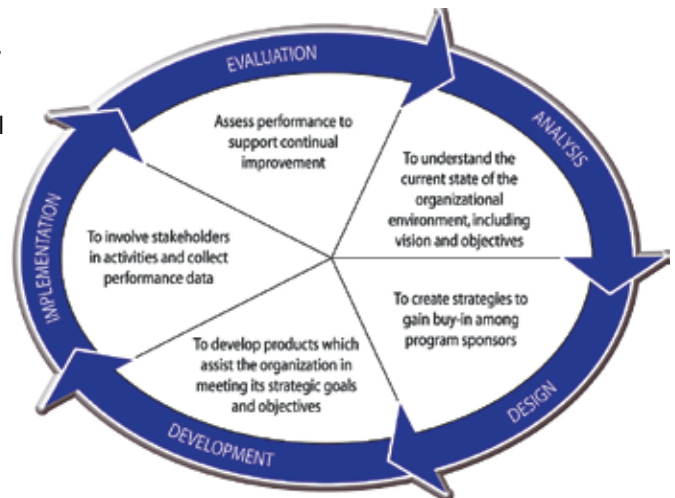 EVALUATION
Assess performance to
support continual
improvement
ANALYSIS
To understand the
current state of the
organizational
environment, including
vision and objectives
DESIGN
To create strategies to
gain buy-in among
program sponsors
DEVELOPMENT
To develop products which
assist the organization in
meeting its strategic goals
and objectives
IMPLEMENTATION
To involve stakeholders
in activities and collect
performance data